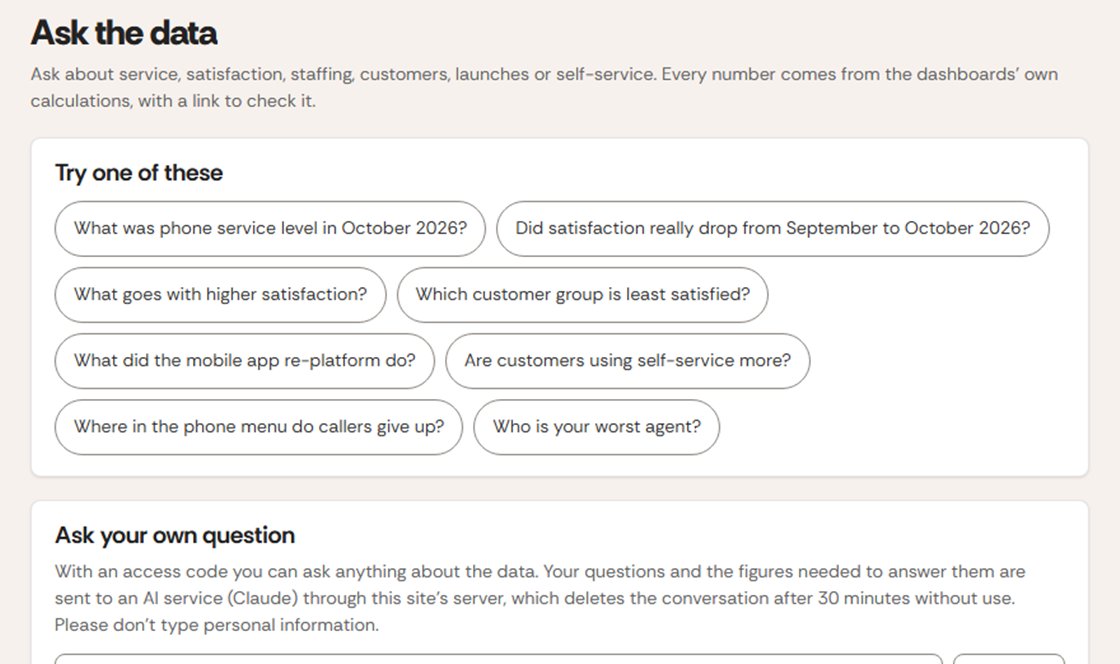 Ask the data
Ask about service, satisfaction, staffing, customers, launches or self-service. Every number comes from the dashboards’ own
calculations, with a link to check it.
Try one of these
What was phone service level in October 2026?
Did satisfaction really drop from September to October 2026?
What goes with higher satisfaction?
Which customer group is least satisfied?
What did the mobile app re-platform do?
Are customers using self-service more?
Where in the phone menu do callers give up?
Who is your worst agent?
Ask your own question
With an access code you can ask anything about the data. Your questions and the figures needed to answer them are
sent to an AI service (Claude) through this site’s server, which deletes the conversation after 30 minutes without use.
Please don’t type personal information.